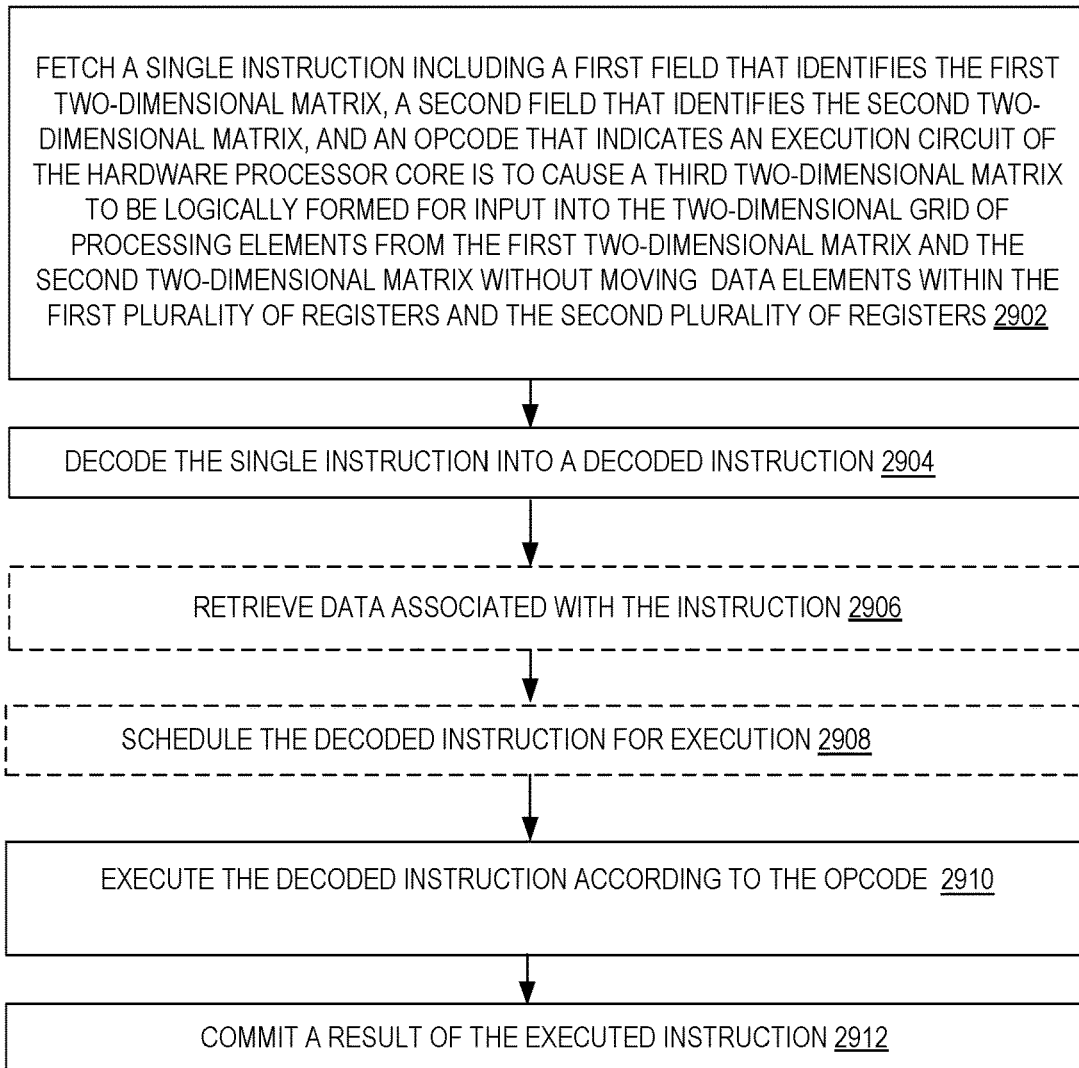 FETCH A SINGLE INSTRUCTION INCLUDING A FIRST FIELD THAT IDENTIFIES THE FIRST
TWO-DIMENSIONAL MATRIX, A SECOND FIELD THAT IDENTIFIES THE SECOND TWO-
DIMENSIONAL MATRIX, AND AN OPCODE THAT INDICATES AN EXECUTION CIRCUIT OF
THE HARDWARE PROCESSOR CORE IS TO CAUSE A THIRD TWO-DIMENSIONAL MATRIX
TO BE LOGICALLY FORMED FOR INPUT INTO THE TWO-DIMENSIONAL GRID OF
PROCESSING ELEMENTS FROM THE FIRST TWO-DIMENSIONAL MATRIX AND THE
SECOND TWO-DIMENSIONAL MATRIX WITHOUT MOVING DATA ELEMENTS WITHIN THE
FIRST PLURALITY OF REGISTERS AND THE SECOND PLURALITY OF REGISTERS 2902
DECODE THE SINGLE INSTRUCTION INTO A DECODED INSTRUCTION 2904
RETRIEVE DATA ASSOCIATED WITH THE INSTRUCTION 2906
SCHEDULE THE DECODED INSTRUCTION FOR EXECUTION 2908
EXECUTE THE DECODED INSTRUCTION ACCORDING TO THE OPCODE 2910
COMMIT A RESULT OF THE EXECUTED INSTRUCTION 2912